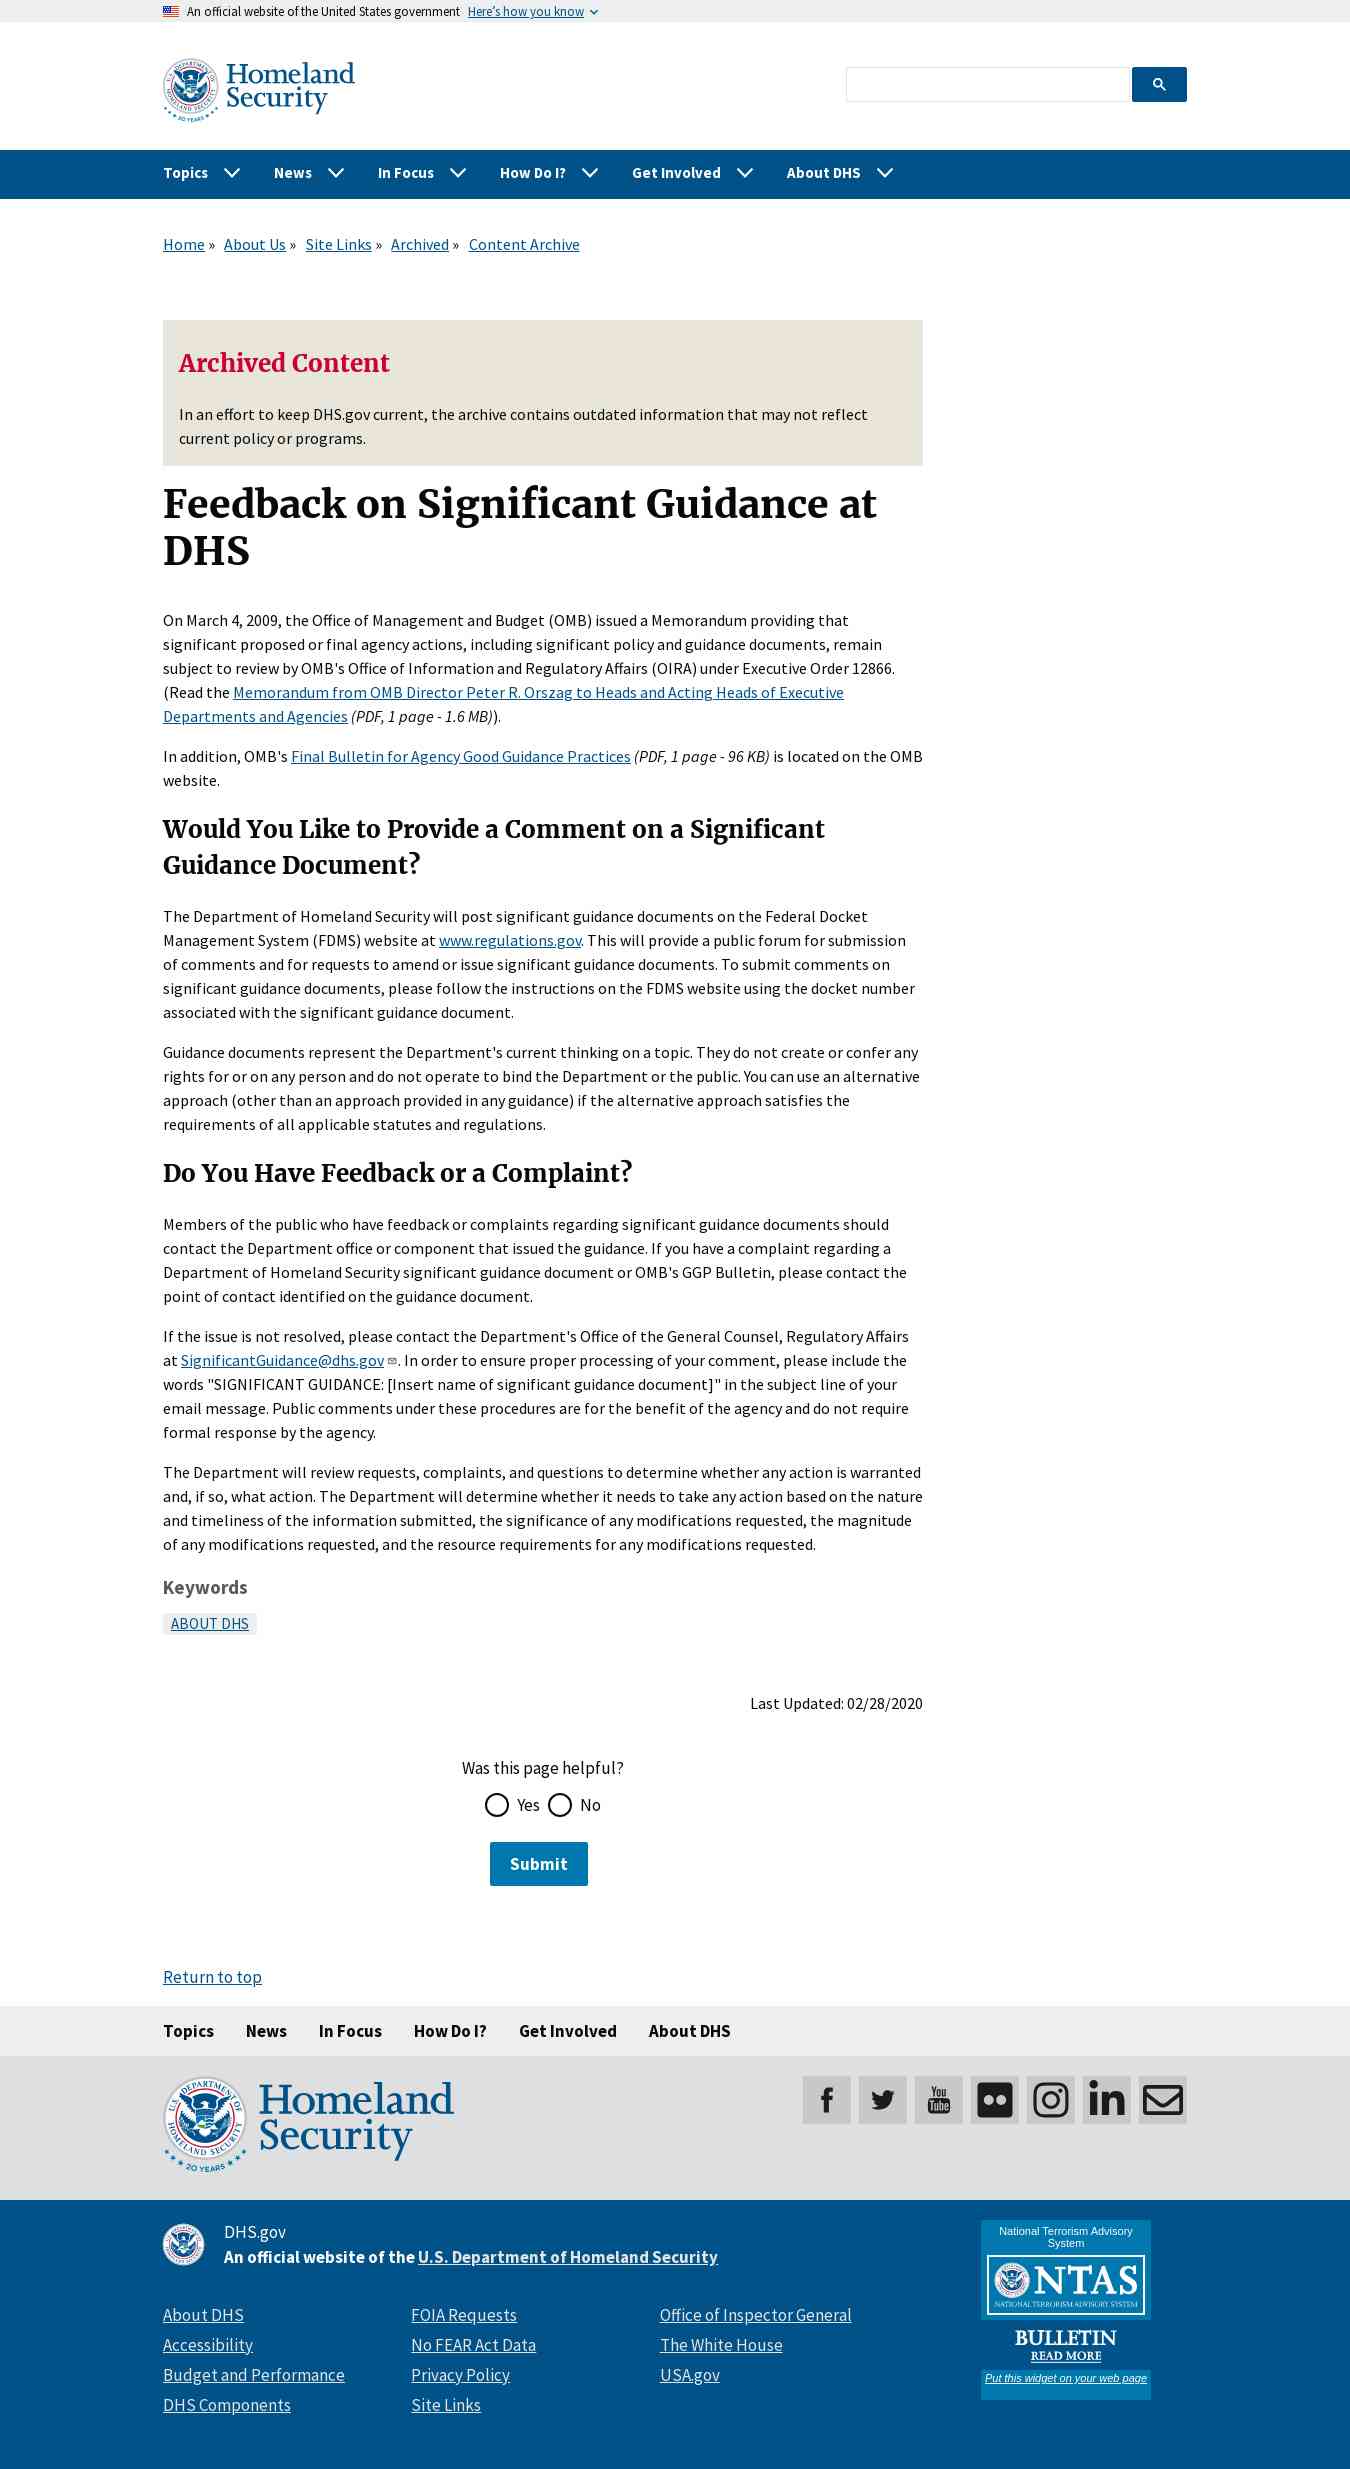 An official website of the United States government Here's how you know
U.S. DEPARTMENT OF HOMELAND SECURITY
20 YEARS
Homeland
Security
Topics News In Focus How Do I? Get Involved About DHS
Home » About Us » Site Links » Archived » Content Archive
Archived Content
In an effort to keep DHS.gov current, the archive contains outdated information that may not reflect
current policy or programs.
Feedback on Significant Guidance at
DHS
On March 4, 2009, the Office of Management and Budget (OMB) issued a Memorandum providing that
significant proposed or final agency actions, including significant policy and guidance documents, remain
subject to review by OMB's Office of Information and Regulatory Affairs (OIRA) under Executive Order 12866.
(Read the Memorandum from OMB Director Peter R. Orszag to Heads and Acting Heads of Executive
Departments and Agencies (PDF, 1 page - 1.6 MB)).
In addition, OMB's Final Bulletin for Agency Good Guidance Practices (PDF, 1 page - 96 KB) is located on the OMB
website.
Would You Like to Provide a Comment on a Significant
Guidance Document?
The Department of Homeland Security will post significant guidance documents on the Federal Docket
Management System (FDMS) website at www.regulations.gov. This will provide a public forum for submission
of comments and for requests to amend or issue significant guidance documents. To submit comments on
significant guidance documents, please follow the instructions on the FDMS website using the docket number
associated with the significant guidance document.
Guidance documents represent the Department's current thinking on a topic. They do not create or confer any
rights for or on any person and do not operate to bind the Department or the public. You can use an alternative
approach (other than an approach provided in any guidance) if the alternative approach satisfies the
requirements of all applicable statutes and regulations.
Do You Have Feedback or a Complaint?
Members of the public who have feedback or complaints regarding significant guidance documents should
contact the Department office or component that issued the guidance. If you have a complaint regarding a
Department of Homeland Security significant guidance document or OMB's GGP Bulletin, please contact the
point of contact identified on the guidance document.
If the issue is not resolved, please contact the Department's Office of the General Counsel, Regulatory Affairs
at SignificantGuidance@dhs.gov. In order to ensure proper processing of your comment, please include the
words "SIGNIFICANT GUIDANCE: [Insert name of significant guidance document]" in the subject line of your
email message. Public comments under these procedures are for the benefit of the agency and do not require
formal response by the agency.
The Department will review requests, complaints, and questions to determine whether any action is warranted
and, if so, what action. The Department will determine whether it needs to take any action based on the nature
and timeliness of the information submitted, the significance of any modifications requested, the magnitude
of any modifications requested, and the resource requirements for any modifications requested.
Keywords
ABOUT DHS
Last Updated: 02/28/2020
Was this page helpful?
Yes No
Submit
Return to top
Topics News In Focus How Do I? Get Involved About DHS
U.S. DEPARTMENT OF HOMELAND SECURITY
20 YEARS
Homeland
Security
You
Tube
in
DHS.gov
An official website of the U.S. Department of Homeland Security
About DHS FOIA Requests Office of Inspector General
Accessibility No FEAR Act Data The White House
Budget and Performance Privacy Policy USA.gov
DHS Components Site Links
National Terrorism Advisory
System
NTAS
NATIONAL TERRORISM ADVISORY SYSTEM
BULLETIN
READ MORE
Put this widget on your web page